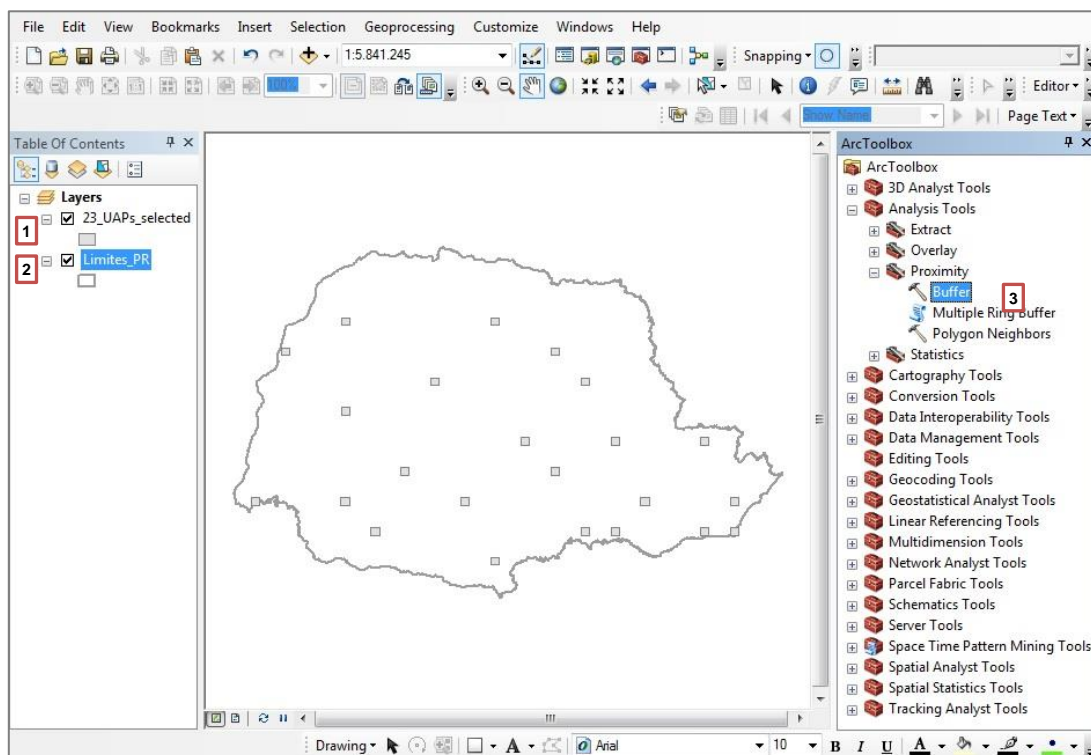 File Edit View Bookmarks Insert Selection Geoprocessing Customize Windows Help
1:5.841.245 Snapping
100% Editor
Show Name Page Text
Table Of Contents
Layers
1 23_UAPs_selected
2 Limites_PR
ArcToolbox
ArcToolbox
3D Analyst Tools
Analysis Tools
Extract
Overlay
Proximity
Buffer 3
Multiple Ring Buffer
Polygon Neighbors
Statistics
Cartography Tools
Conversion Tools
Data Interoperability Tools
Data Management Tools
Editing Tools
Geocoding Tools
Geostatistical Analyst Tools
Linear Referencing Tools
Multidimension Tools
Network Analyst Tools
Parcel Fabric Tools
Schematics Tools
Server Tools
Space Time Pattern Mining Tools
Spatial Analyst Tools
Spatial Statistics Tools
Tracking Analyst Tools
Drawing A Arial 10 B I U A